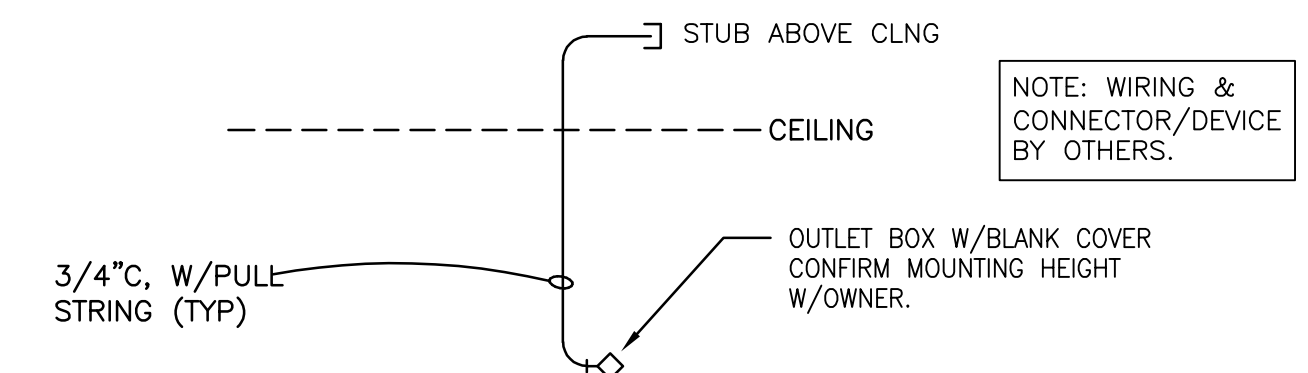 STUB ABOVE CLNG
CEILING
NOTE: WIRING &
CONNECTOR/DEVICE
BY OTHERS.
OUTLET BOX W/BLANK COVER
CONFIRM MOUNTING HEIGHT
W/OWNER.
3/4"C, W/PULL
STRING (TYP)